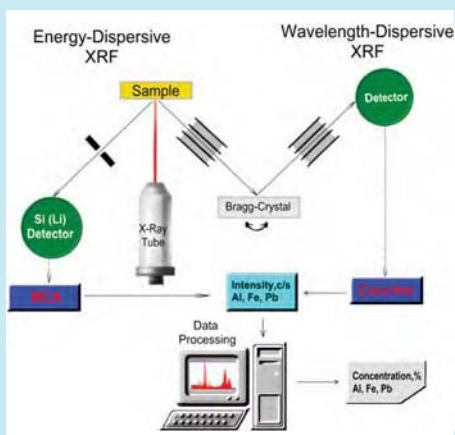 Energy-Dispersive
XRF
Wavelength-Dispersive
XRF
Sample
Detector
Si (Li)
Detector
X-Ray
Tube
Bragg-Crystal
MCA
Intensity,c/s
Al, Fe, Pb
Counter
Data
Processing
Concentration,%
Al, Fe, Pb